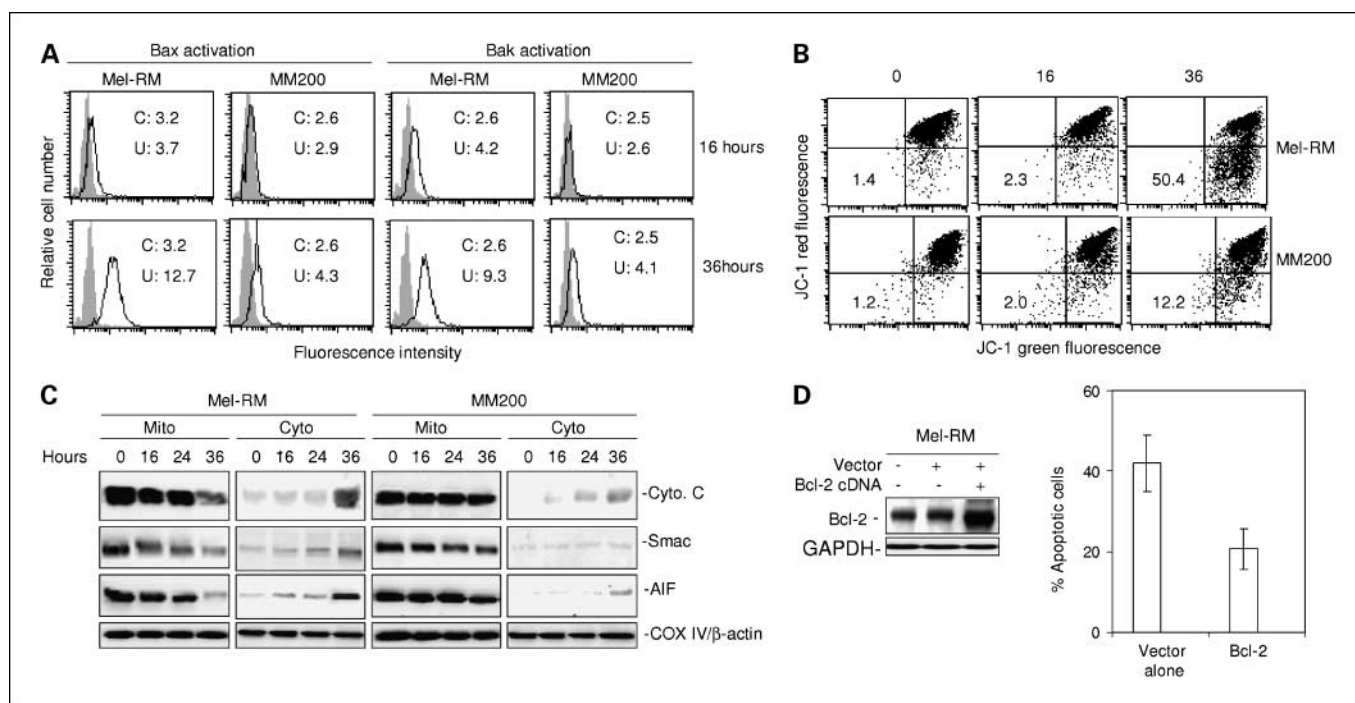 A
Bax activation
Bak activation
Mel-RM
MM200
Mel-RM
MM200
Relative cell number
C: 3.2
U: 3.7
C: 2.6
U: 2.9
C: 2.6
U: 4.2
C: 2.5
U: 2.6
16 hours
C: 3.2
U: 12.7
C: 2.6
U: 4.3
C: 2.6
U: 9.3
C: 2.5
U: 4.1
36hours
Fluorescence intensity
B
0 16 36
JC-1 red fluorescence
1.4
2.3
50.4
Mel-RM
1.2
2.0
12.2
MM200
JC-1 green fluorescence
C
Mel-RM
MM200
Mito
Cyto
Mito
Cyto
Hours 0 16 24 36 0 16 24 36 0 16 24 36 0 16 24 36
-Cyto. C
-Smac
-AIF
-COX IV/β-actin
D
Mel-RM
Vector - + +
Bcl-2 cDNA - - +
Bcl-2 -
GAPDH-
% Apoptotic cells
60
40
20
0
Vector alone
Bcl-2